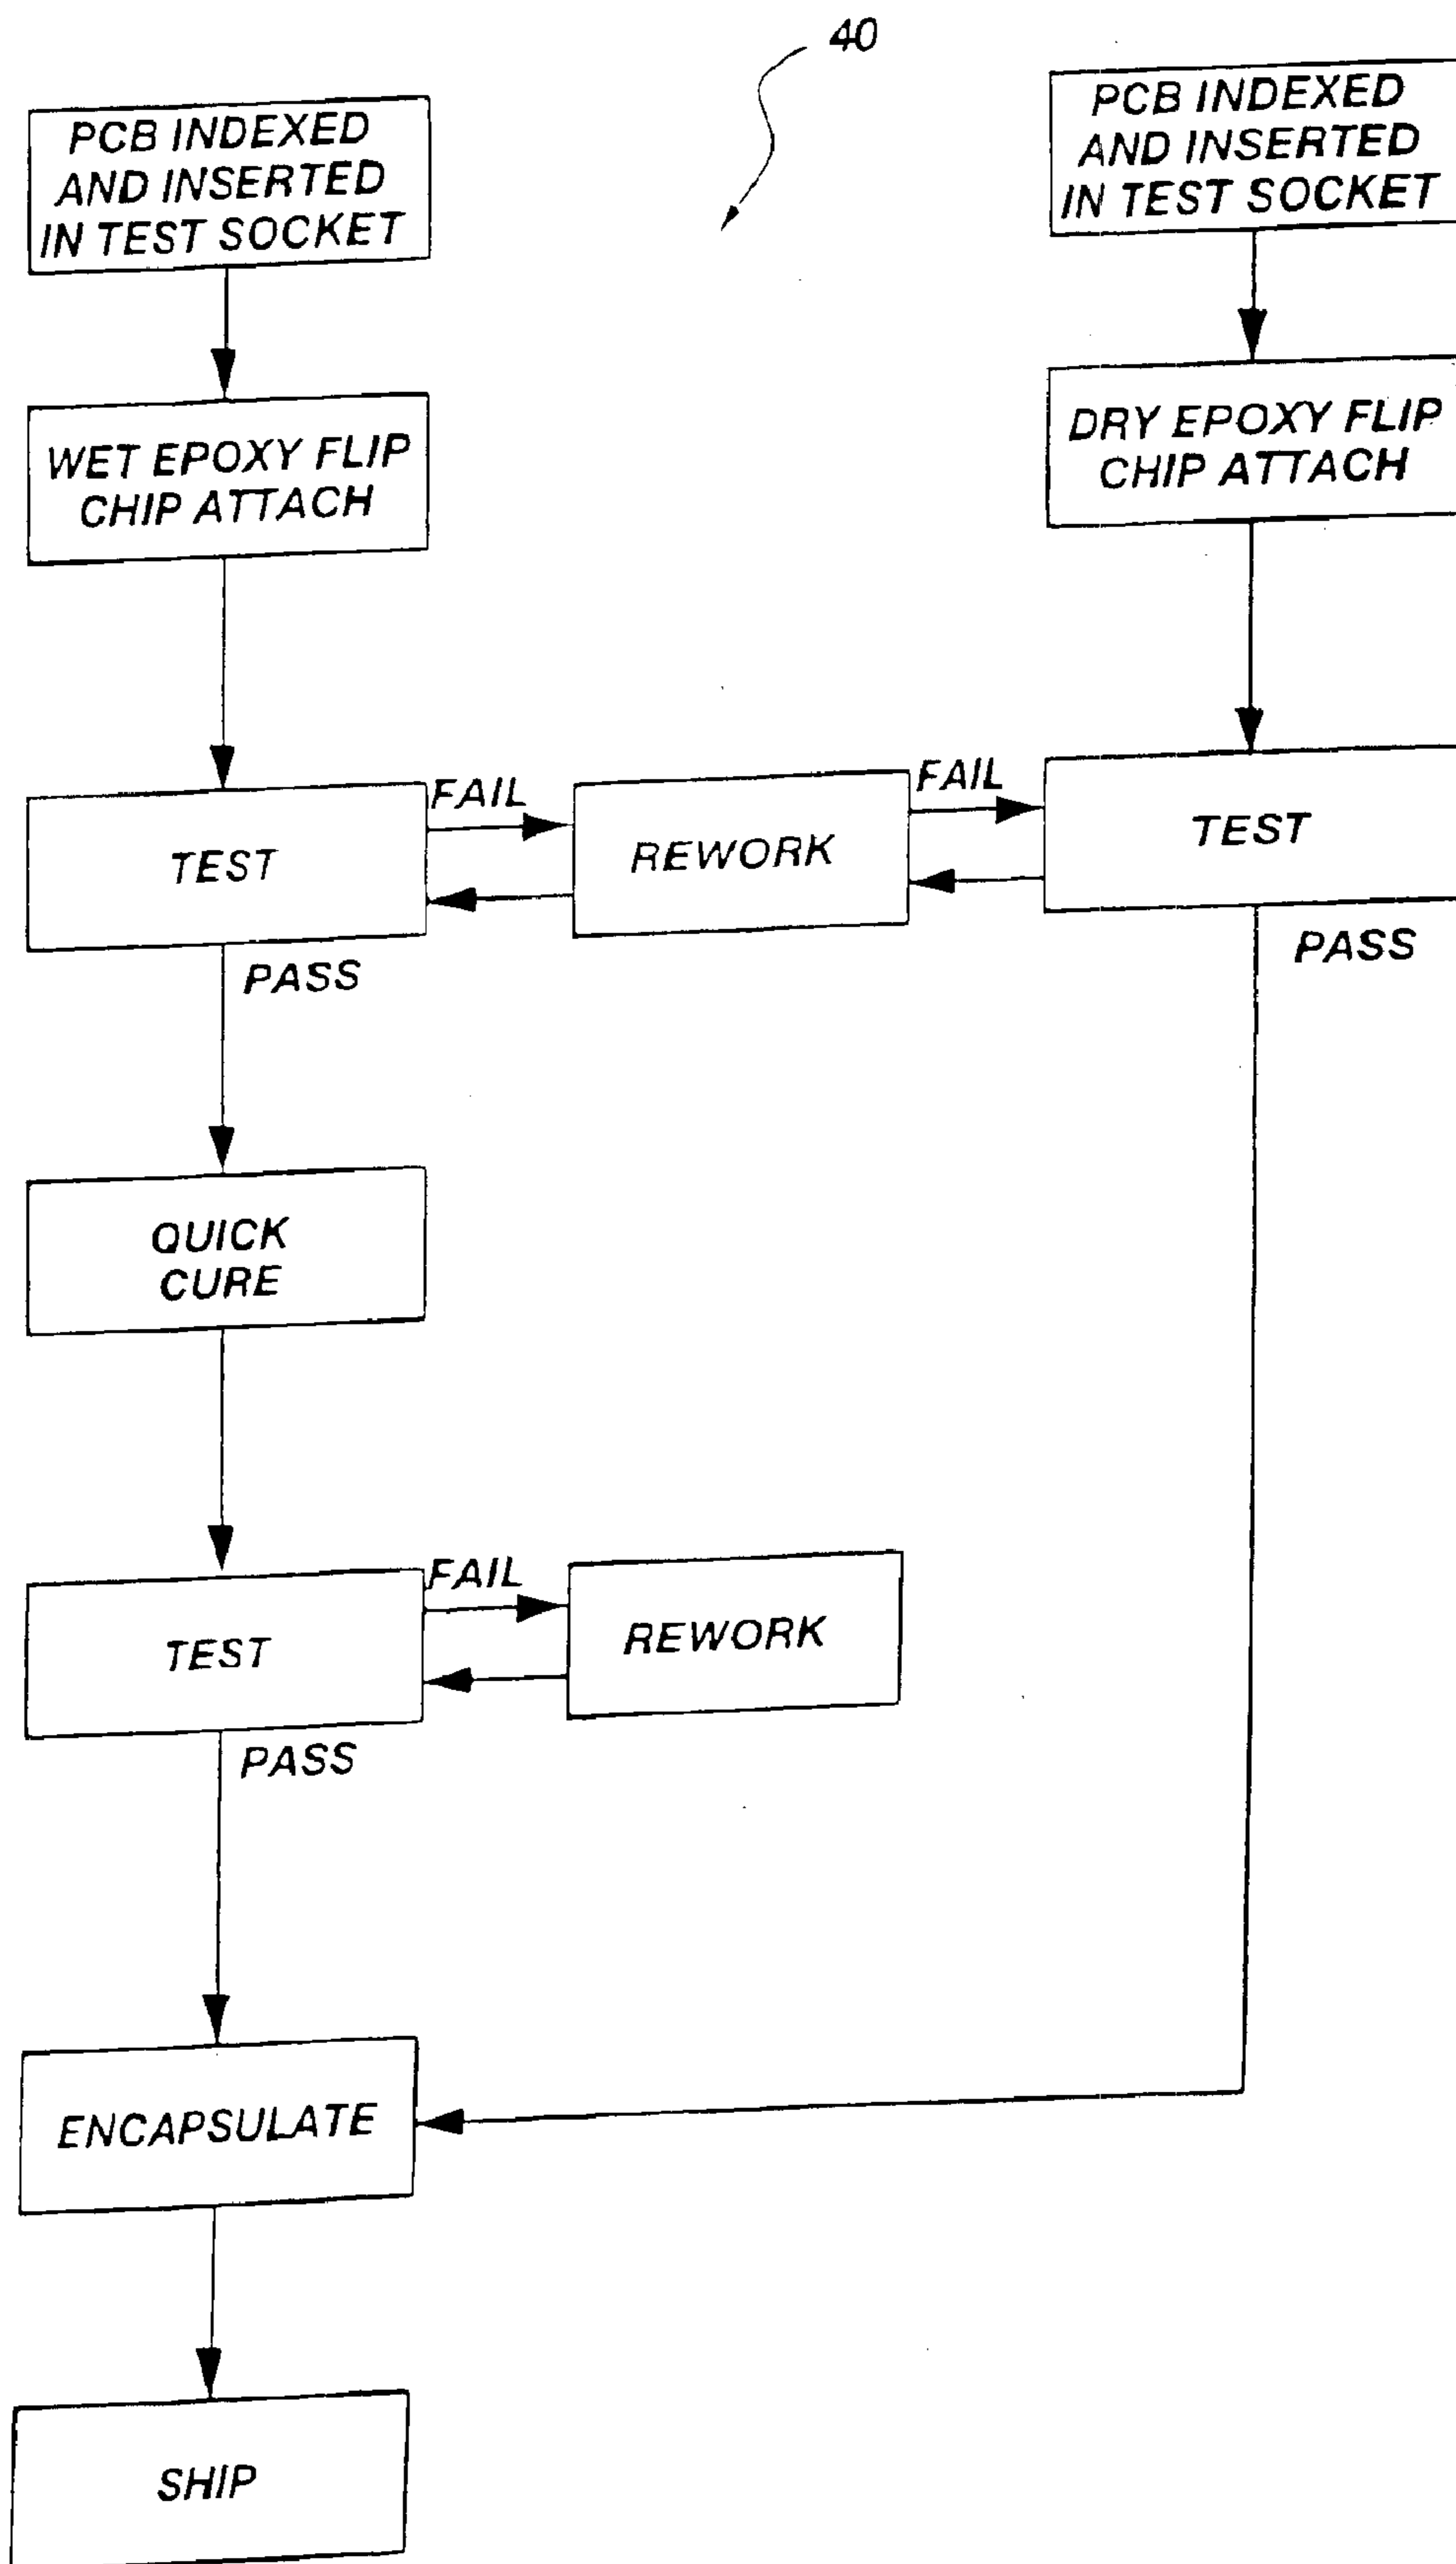 40
PCB INDEXED
AND INSERTED
IN TEST SOCKET
PCB INDEXED
AND INSERTED
IN TEST SOCKET
WET EPOXY FLIP
CHIP ATTACH
DRY EPOXY FLIP
CHIP ATTACH
TEST
FAIL
REWORK
FAIL
TEST
PASS
PASS
QUICK
CURE
TEST
FAIL
REWORK
PASS
ENCAPSULATE
SHIP